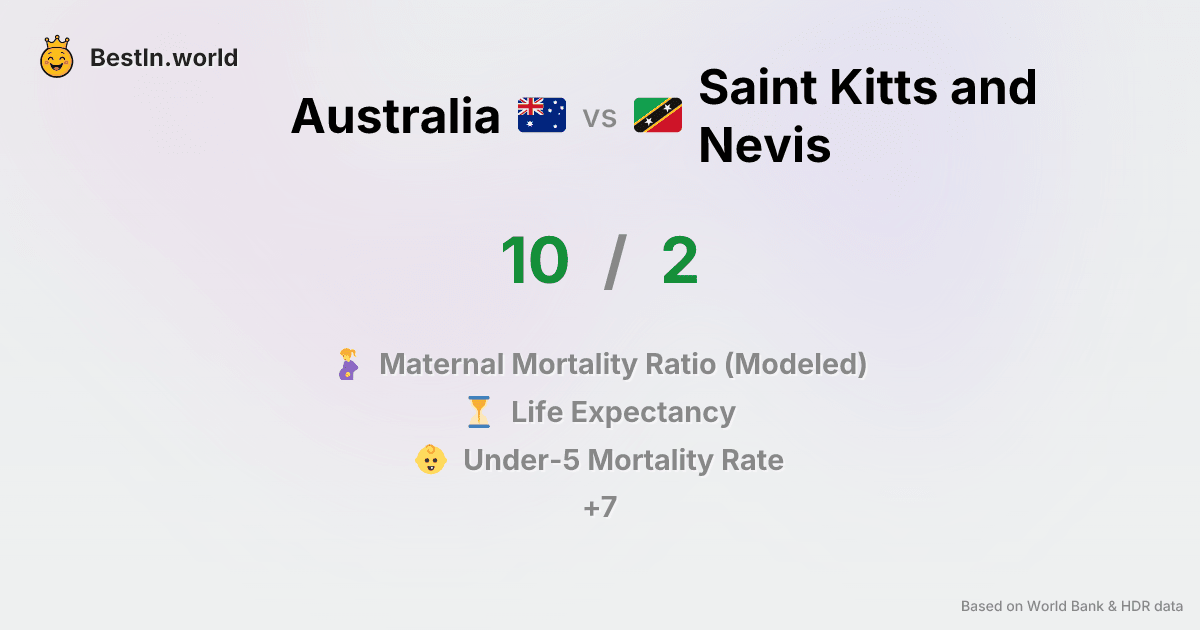 BestIn.world
Australia vs Saint Kitts and
Nevis
10 / 2
Maternal Mortality Ratio (Modeled)
Life Expectancy
Under-5 Mortality Rate
+7
Based on World Bank & HDR data